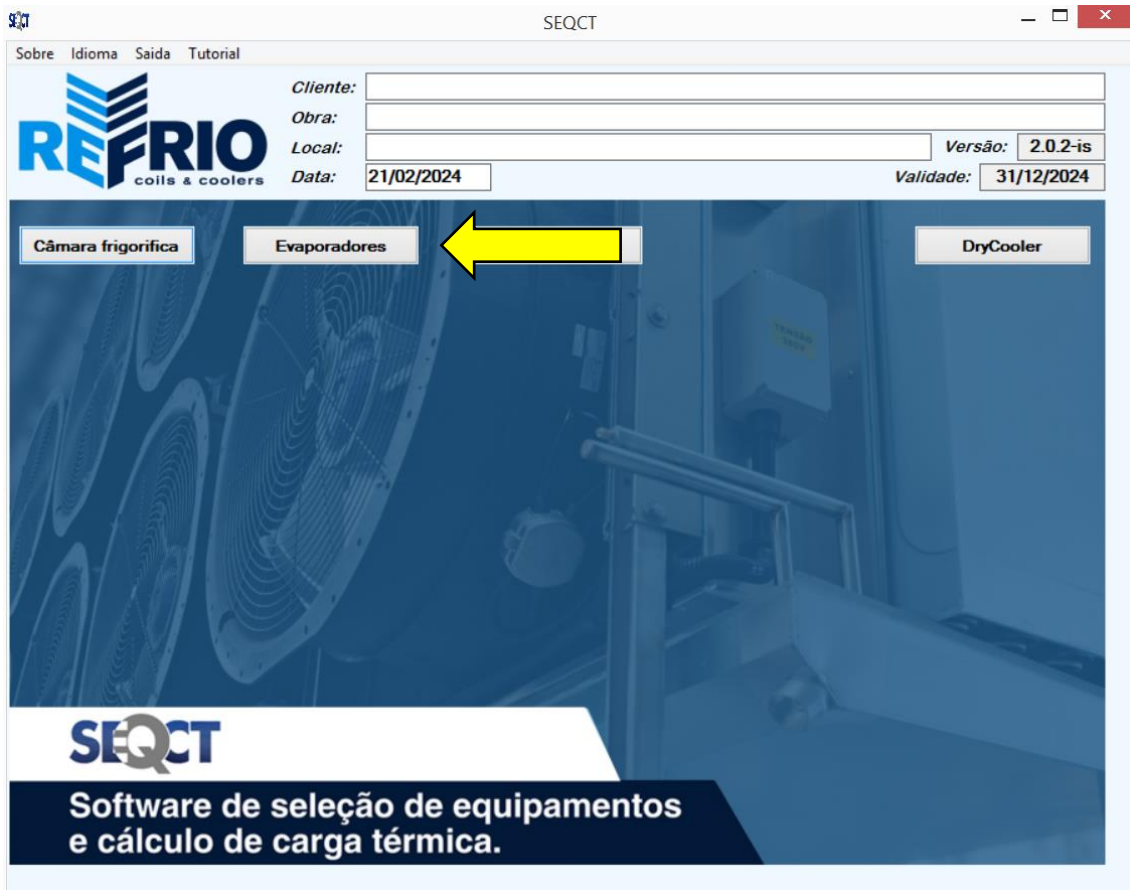 SEQCT
Sobre Idioma Saida Tutorial
REFRIO
coils & coolers
Cliente:
Obra:
Local:
Versão: 2.0.2-is
Data: 21/02/2024
Validade: 31/12/2024
Câmara frigorifica
Evaporadores
DryCooler
TENSÃO
SEQCT
Software de seleção de equipamentos
e cálculo de carga térmica.